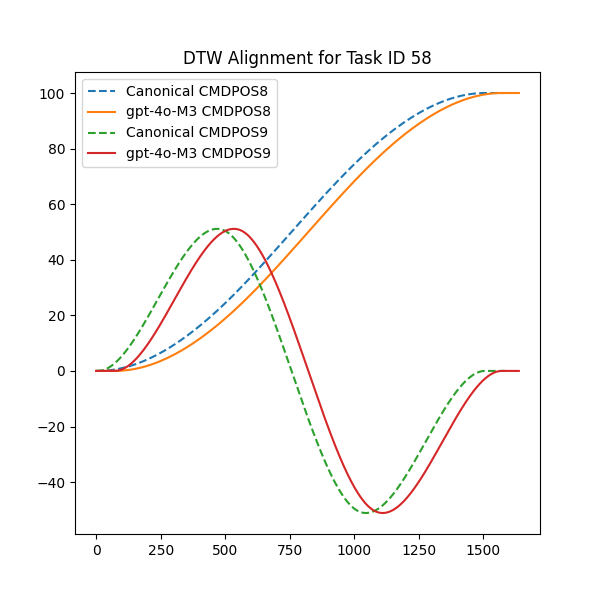 DTW Alignment for Task ID 58
Canonical CMDPOS8
gpt-4o-M3 CMDPOS8
Canonical CMDPOS9
gpt-4o-M3 CMDPOS9
100
80
60
40
20
0
−20
−40
0 250 500 750 1000 1250 1500